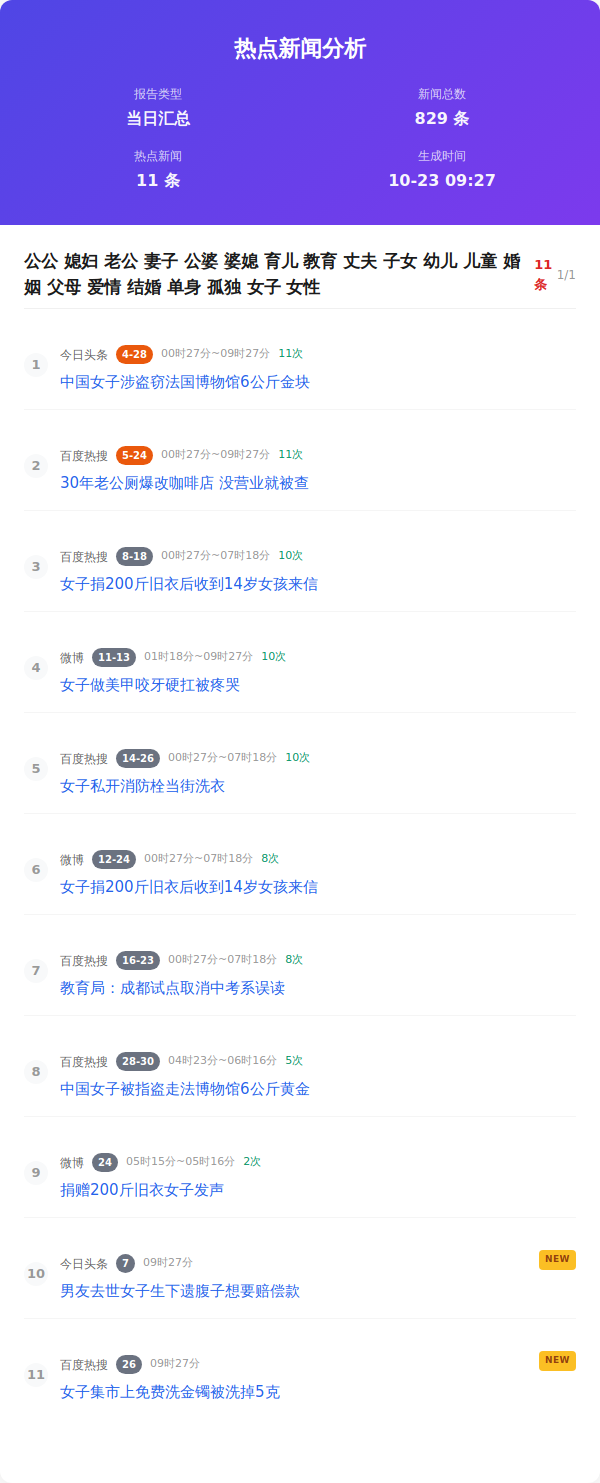 热点新闻分析
报告类型
当日汇总
新闻总数
829 条
热点新闻
11 条
生成时间
10-23 09:27
公公 媳妇 老公 妻子 公婆 婆媳 育儿 教育 丈夫 子女 幼儿 儿童 婚
姻 父母 爱情 结婚 单身 孤独 女子 女性
11
条
1/1
1
今日头条 4-28 00时27分~09时27分 11次
中国女子涉盗窃法国博物馆6公斤金块
2
百度热搜 5-24 00时27分~09时27分 11次
30年老公厕爆改咖啡店 没营业就被查
3
百度热搜 8-18 00时27分~07时18分 10次
女子捐200斤旧衣后收到14岁女孩来信
4
微博 11-13 01时18分~09时27分 10次
女子做美甲咬牙硬扛被疼哭
5
百度热搜 14-26 00时27分~07时18分 10次
女子私开消防栓当街洗衣
6
微博 12-24 00时27分~07时18分 8次
女子捐200斤旧衣后收到14岁女孩来信
7
百度热搜 16-23 00时27分~07时18分 8次
教育局：成都试点取消中考系误读
8
百度热搜 28-30 04时23分~06时16分 5次
中国女子被指盗走法博物馆6公斤黄金
9
微博 24 05时15分~05时16分 2次
捐赠200斤旧衣女子发声
10
今日头条 7 09时27分
NEW
男友去世女子生下遗腹子想要赔偿款
11
百度热搜 26 09时27分
NEW
女子集市上免费洗金镯被洗掉5克